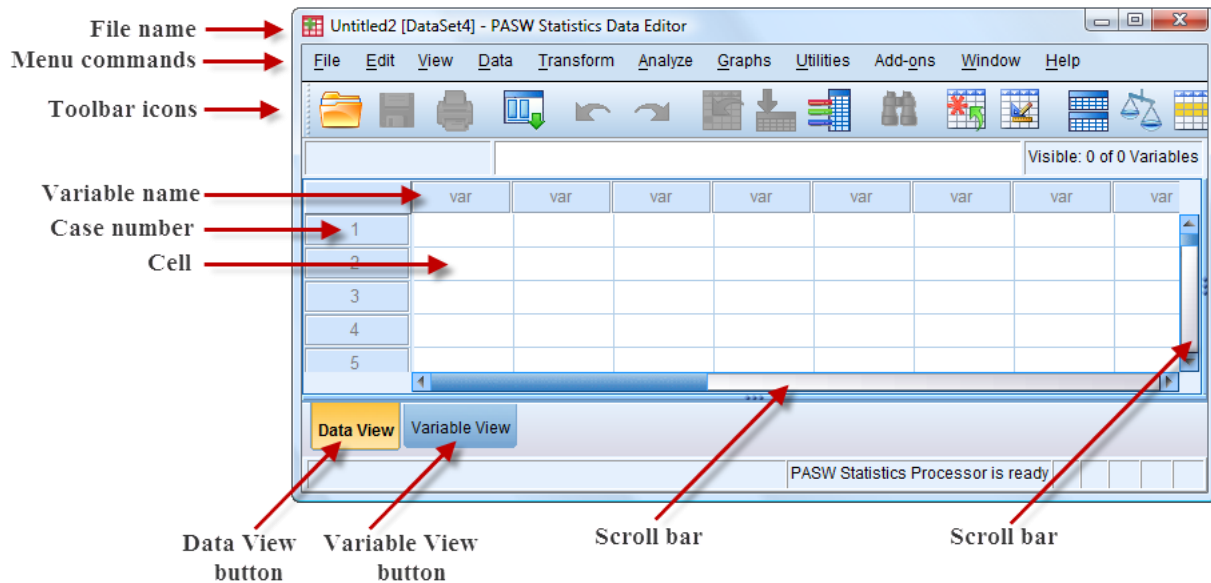 File name
Untitled2 [DataSet4] - PASW Statistics Data Editor
Menu commands
File Edit View Data Transform Analyze Graphs Utilities Add-ons Window Help
Toolbar icons
Visible: 0 of 0 Variables
Variable name
var var var var var var var var
Case number
1
Cell
2
3
4
5
Data View Variable View
PASW Statistics Processor is ready
Data View button
Variable View button
Scroll bar
Scroll bar